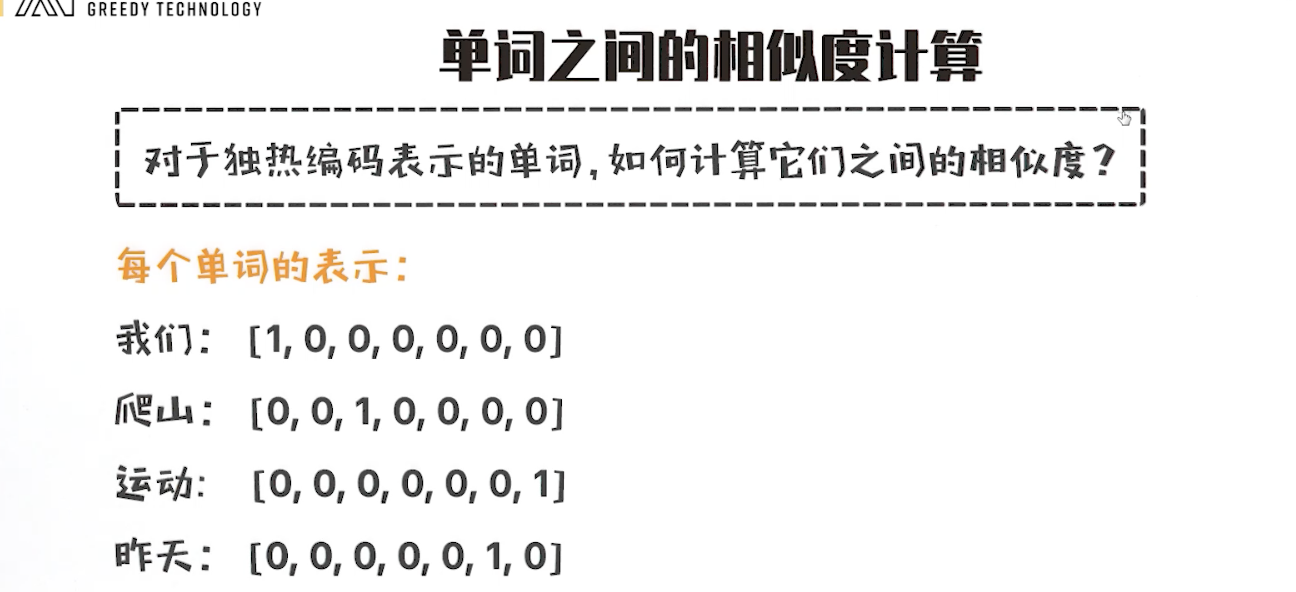 GREEDY TECHNOLOGY
单词之间的相似度计算
对于独热编码表示的单词,如何计算它们之间的相似度?
每个单词的表示:
我们: [1, 0, 0, 0, 0, 0, 0]
爬山: [0, 0, 1, 0, 0, 0, 0]
运动: [0, 0, 0, 0, 0, 0, 1]
昨天: [0, 0, 0, 0, 0, 1, 0]